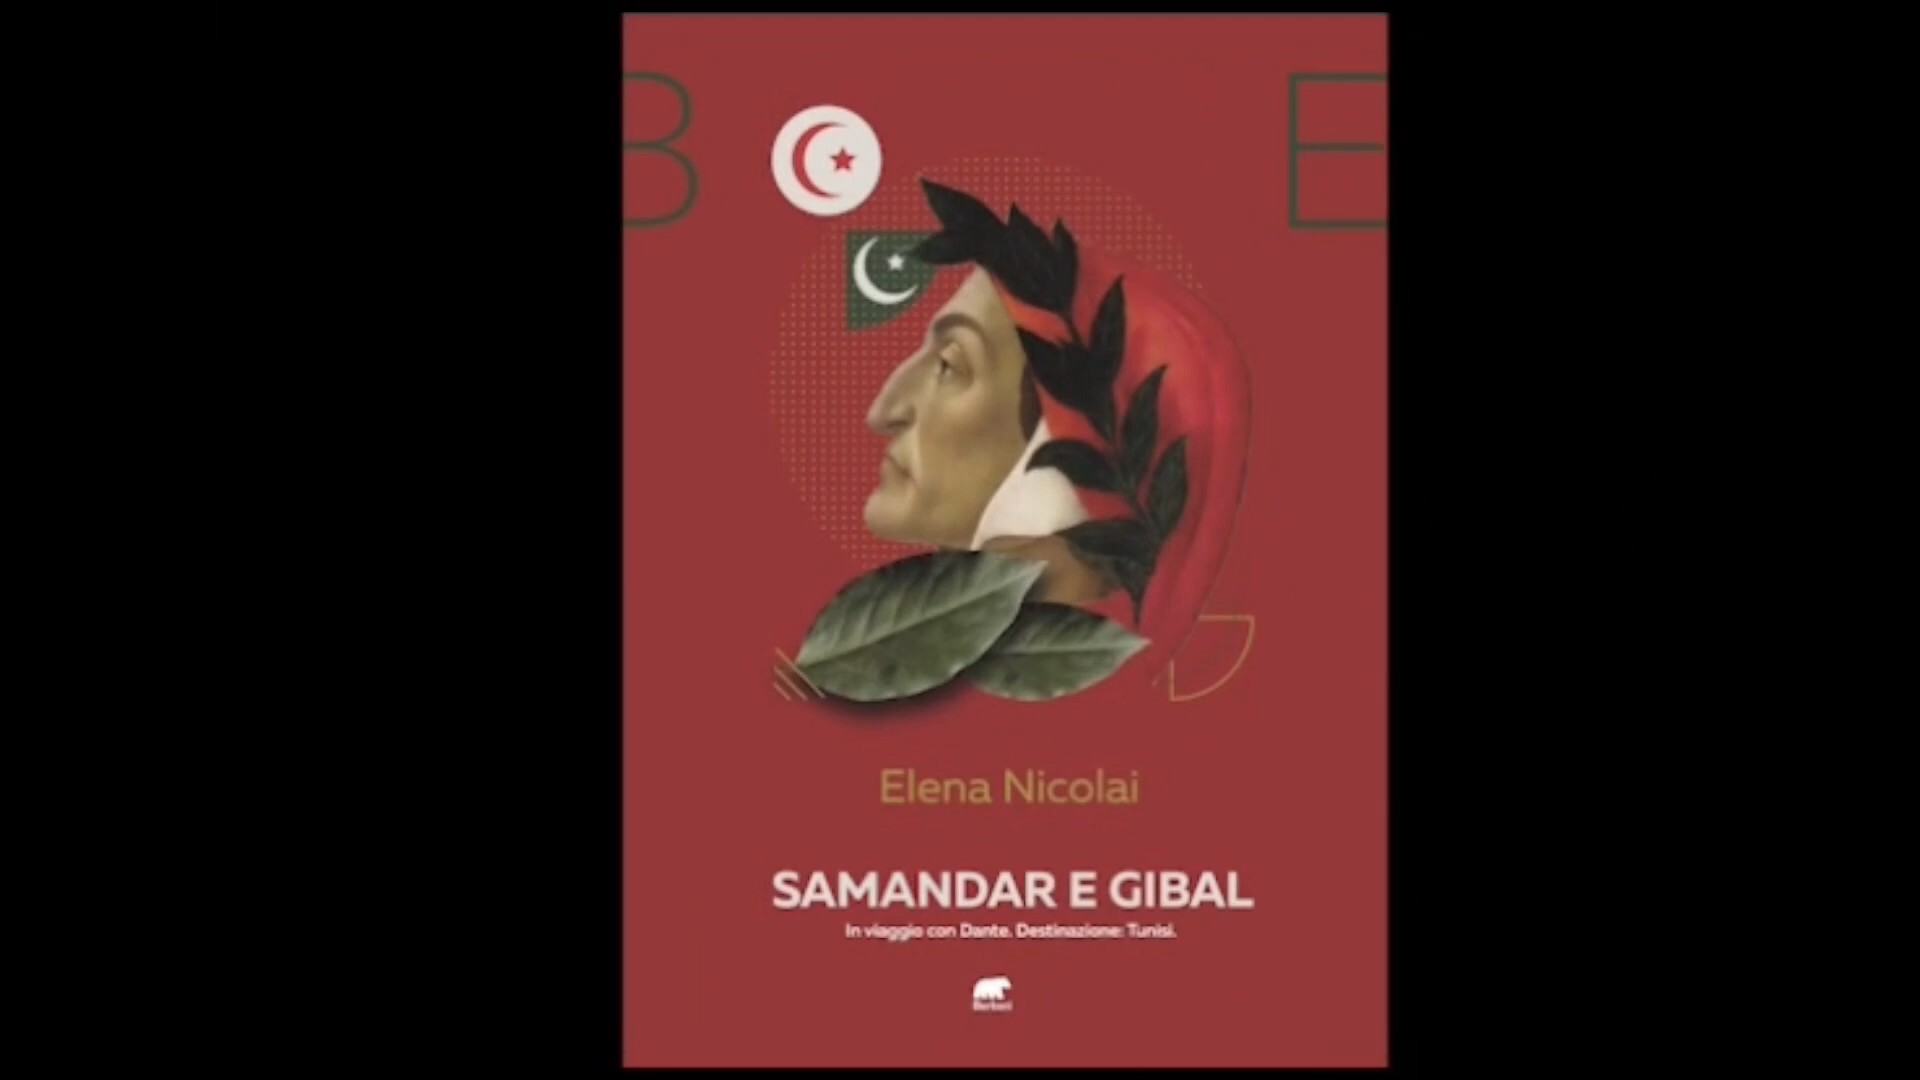 B E
Elena Nicolai
SAMANDAR E GIBAL
In viaggio con Dante. Destinazione: Tunisi.